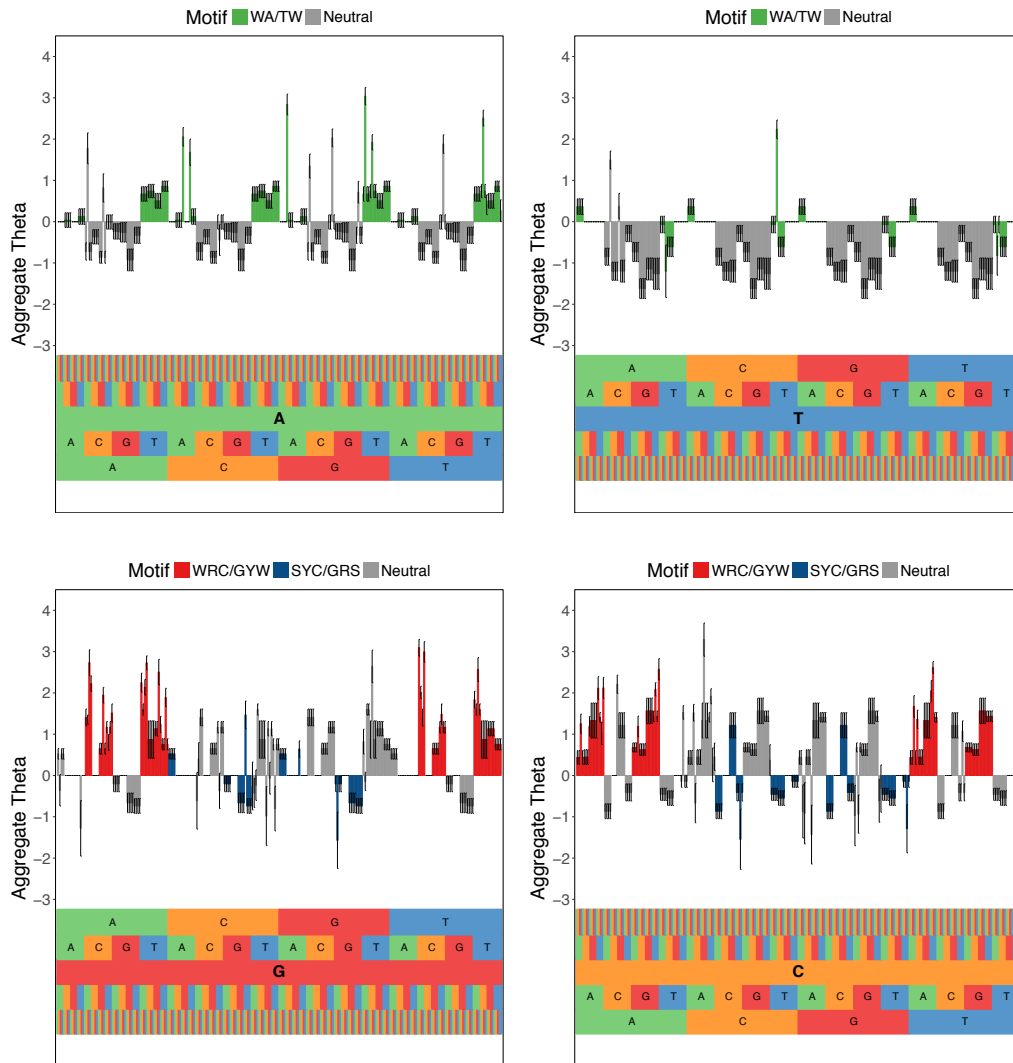 Motif WA/TW Neutral
Aggregate Theta
4
3
2
1
0
−1
−2
−3
A
A C G T A C G T A C G T A C G T
A C G T
Motif WA/TW Neutral
Aggregate Theta
4
3
2
1
0
−1
−2
−3
A C G T
A C G T A C G T A C G T A C G T
T
Motif WRC/GYW SYC/GRS Neutral
Aggregate Theta
4
3
2
1
0
−1
−2
−3
A C G T
A C G T A C G T A C G T A C G T
G
Motif WRC/GYW SYC/GRS Neutral
Aggregate Theta
4
3
2
1
0
−1
−2
−3
C
A C G T A C G T A C G T A C G T
A C G T